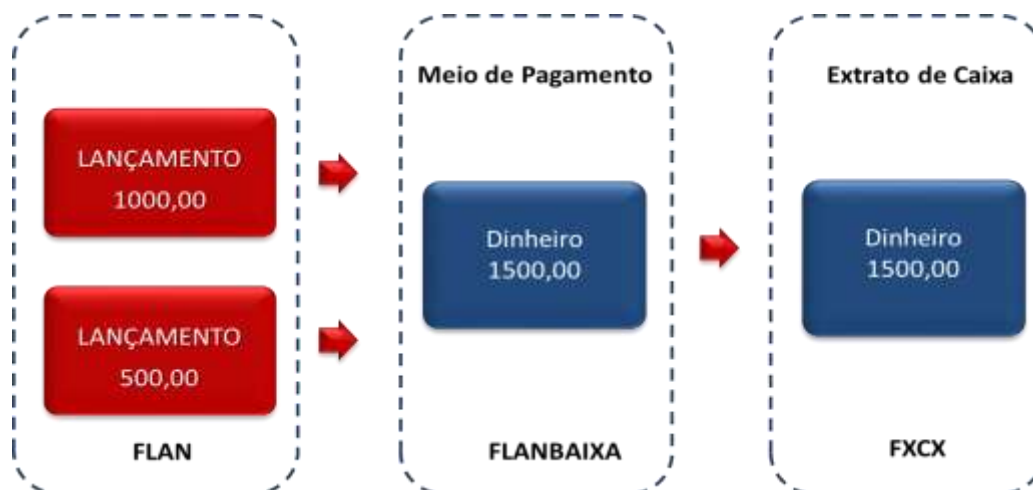 LANÇAMENTO
1000,00
LANÇAMENTO
500,00
FLAN
Meio de Pagamento
Dinheiro
1500,00
FLANBAIXA
Extrato de Caixa
Dinheiro
1500,00
FXCX